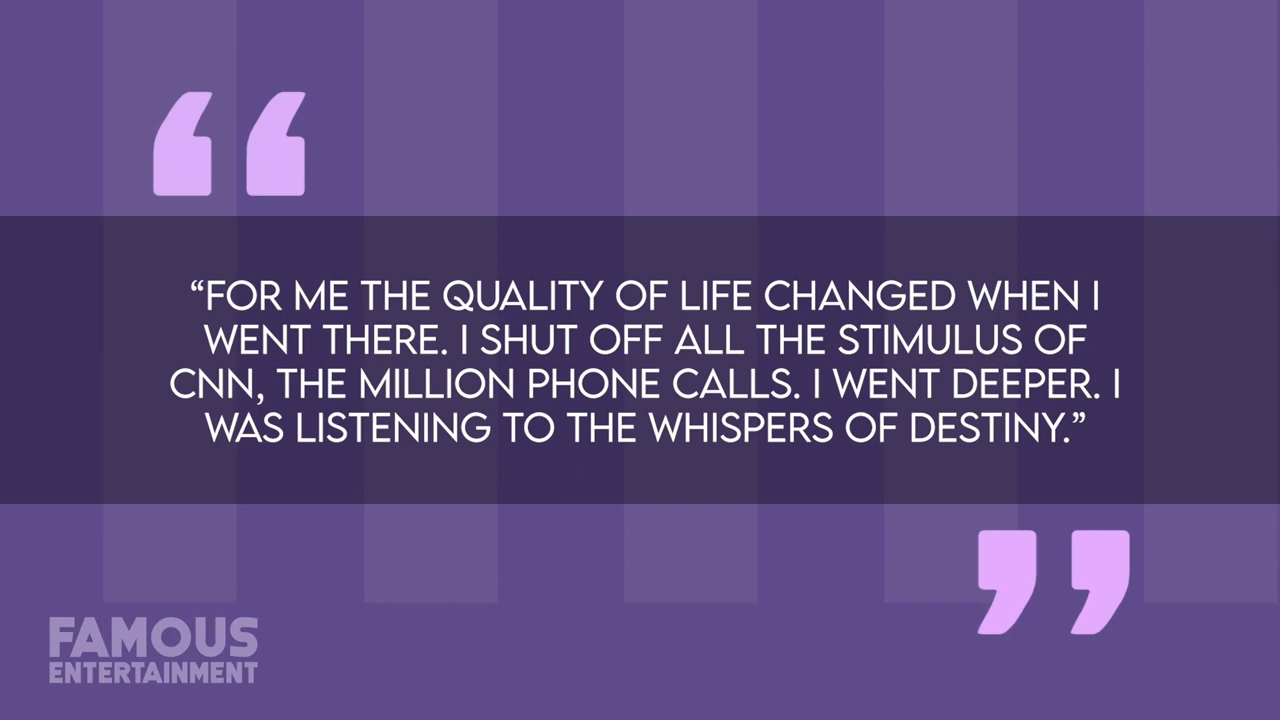 “FOR ME THE QUALITY OF LIFE CHANGED WHEN I
WENT THERE. I SHUT OFF ALL THE STIMULUS OF
CNN, THE MILLION PHONE CALLS. I WENT DEEPER. I
WAS LISTENING TO THE WHISPERS OF DESTINY.”
FAMOUS
ENTERTAINMENT